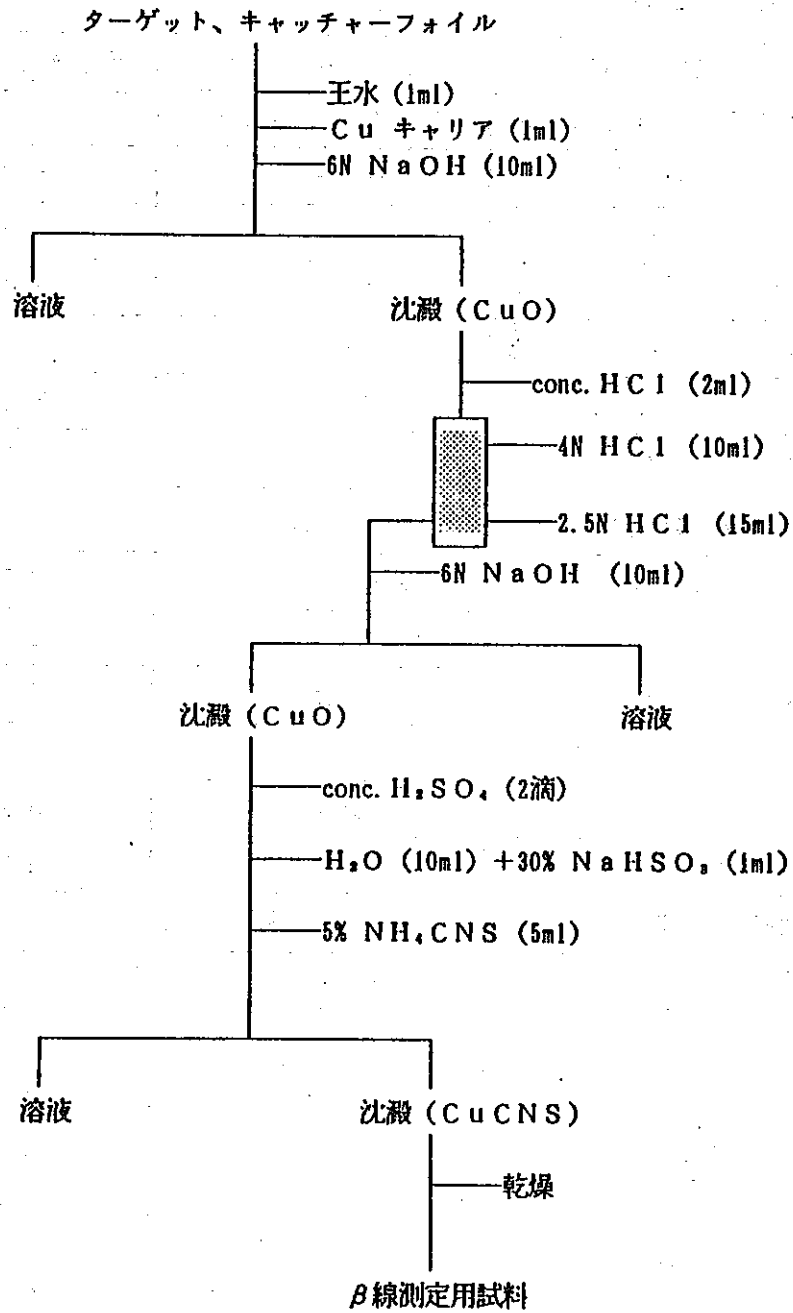 ターゲット、キャッチャーフォイル
王水 (1ml)
Cu キャリア (1ml)
6N NaOH (10ml)
溶液
沈澱 (CuO)
conc. HCl (2ml)
4N HCl (10ml)
2.5N HCl (15ml)
6N NaOH (10ml)
沈澱 (CuO)
溶液
conc. H₂SO₄ (2滴)
H₂O (10ml) +30% NaHSO₃ (1ml)
5% NH₄CNS (5ml)
溶液
沈澱 (CuCNS)
乾燥
β線測定用試料